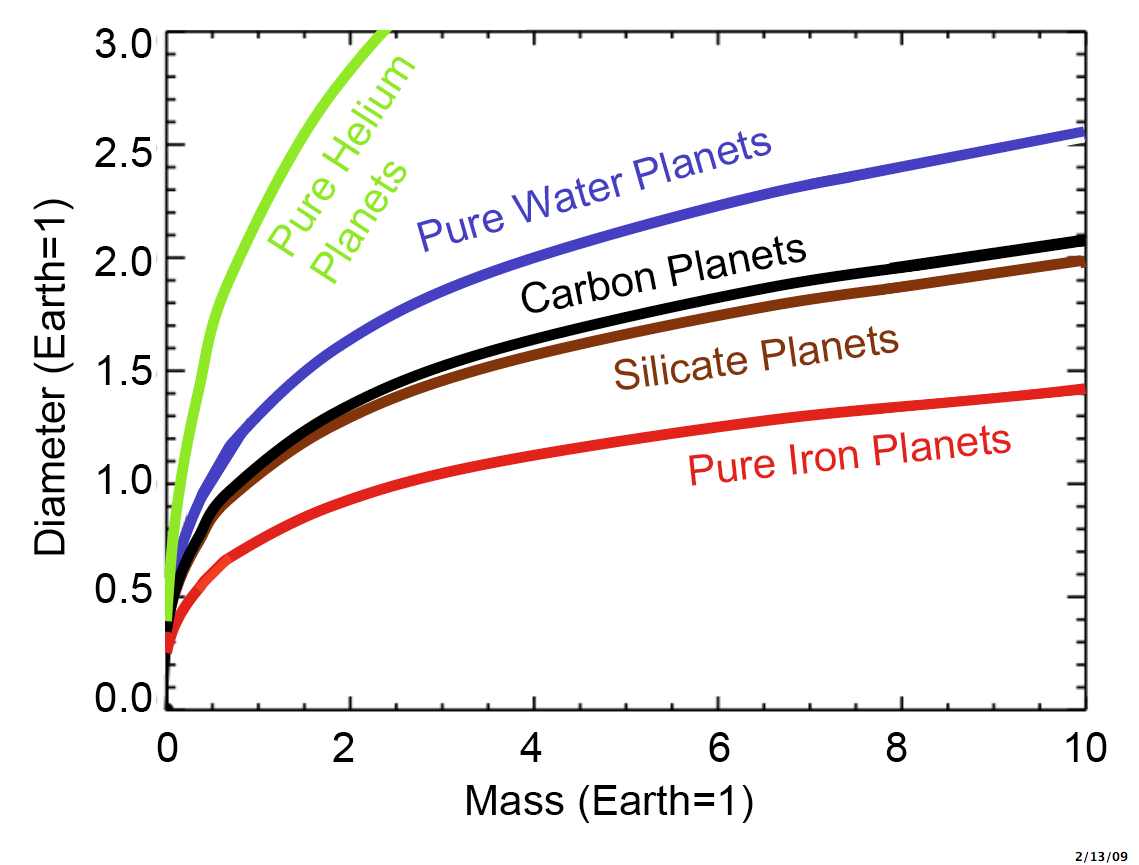 3.0
2.5
2.0
1.5
1.0
0.5
0.0
Diameter (Earth=1)
Pure Helium
Planets
Pure Water Planets
Carbon Planets
Silicate Planets
Pure Iron Planets
0 2 4 6 8 10
Mass (Earth=1)
2/13/09